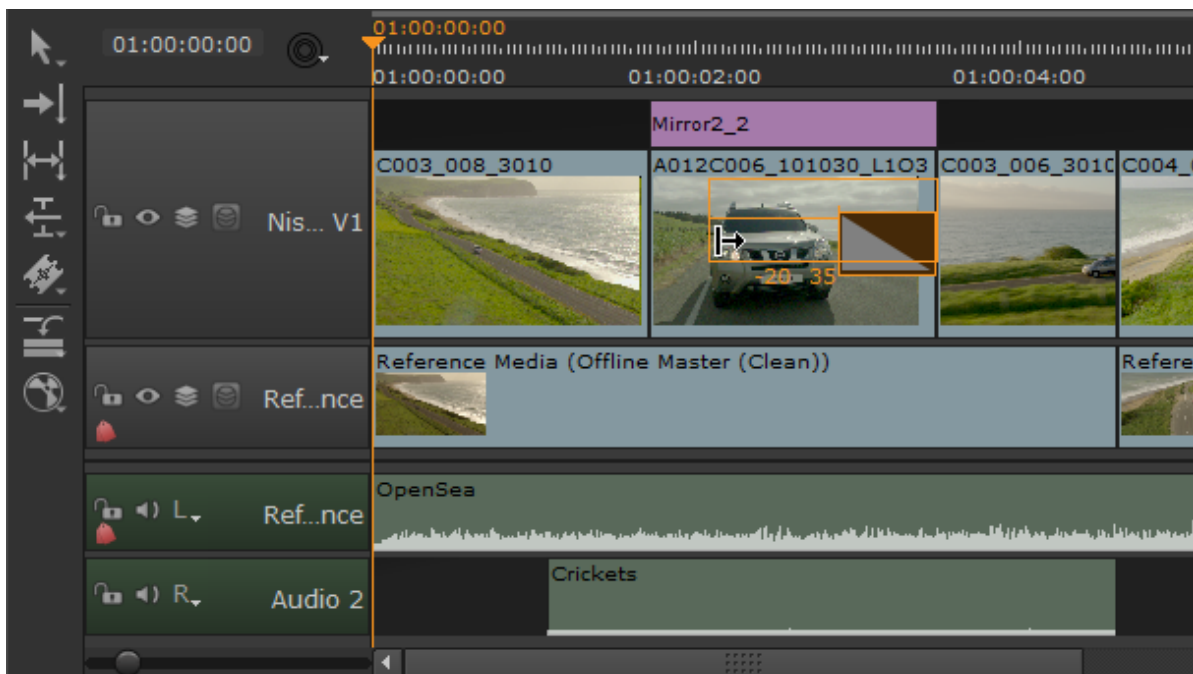 01:00:00:00
01:00:00:00
01:00:00:00 01:00:02:00 01:00:04:00
Mirror2_2
C003_008_3010 A012C006_101030_L1O3 C003_006_3010 C004_
Nis... V1
-20 35
Reference Media (Offline Master (Clean)) Refere
Ref...nce
OpenSea
L Ref...nce
Crickets
R Audio 2